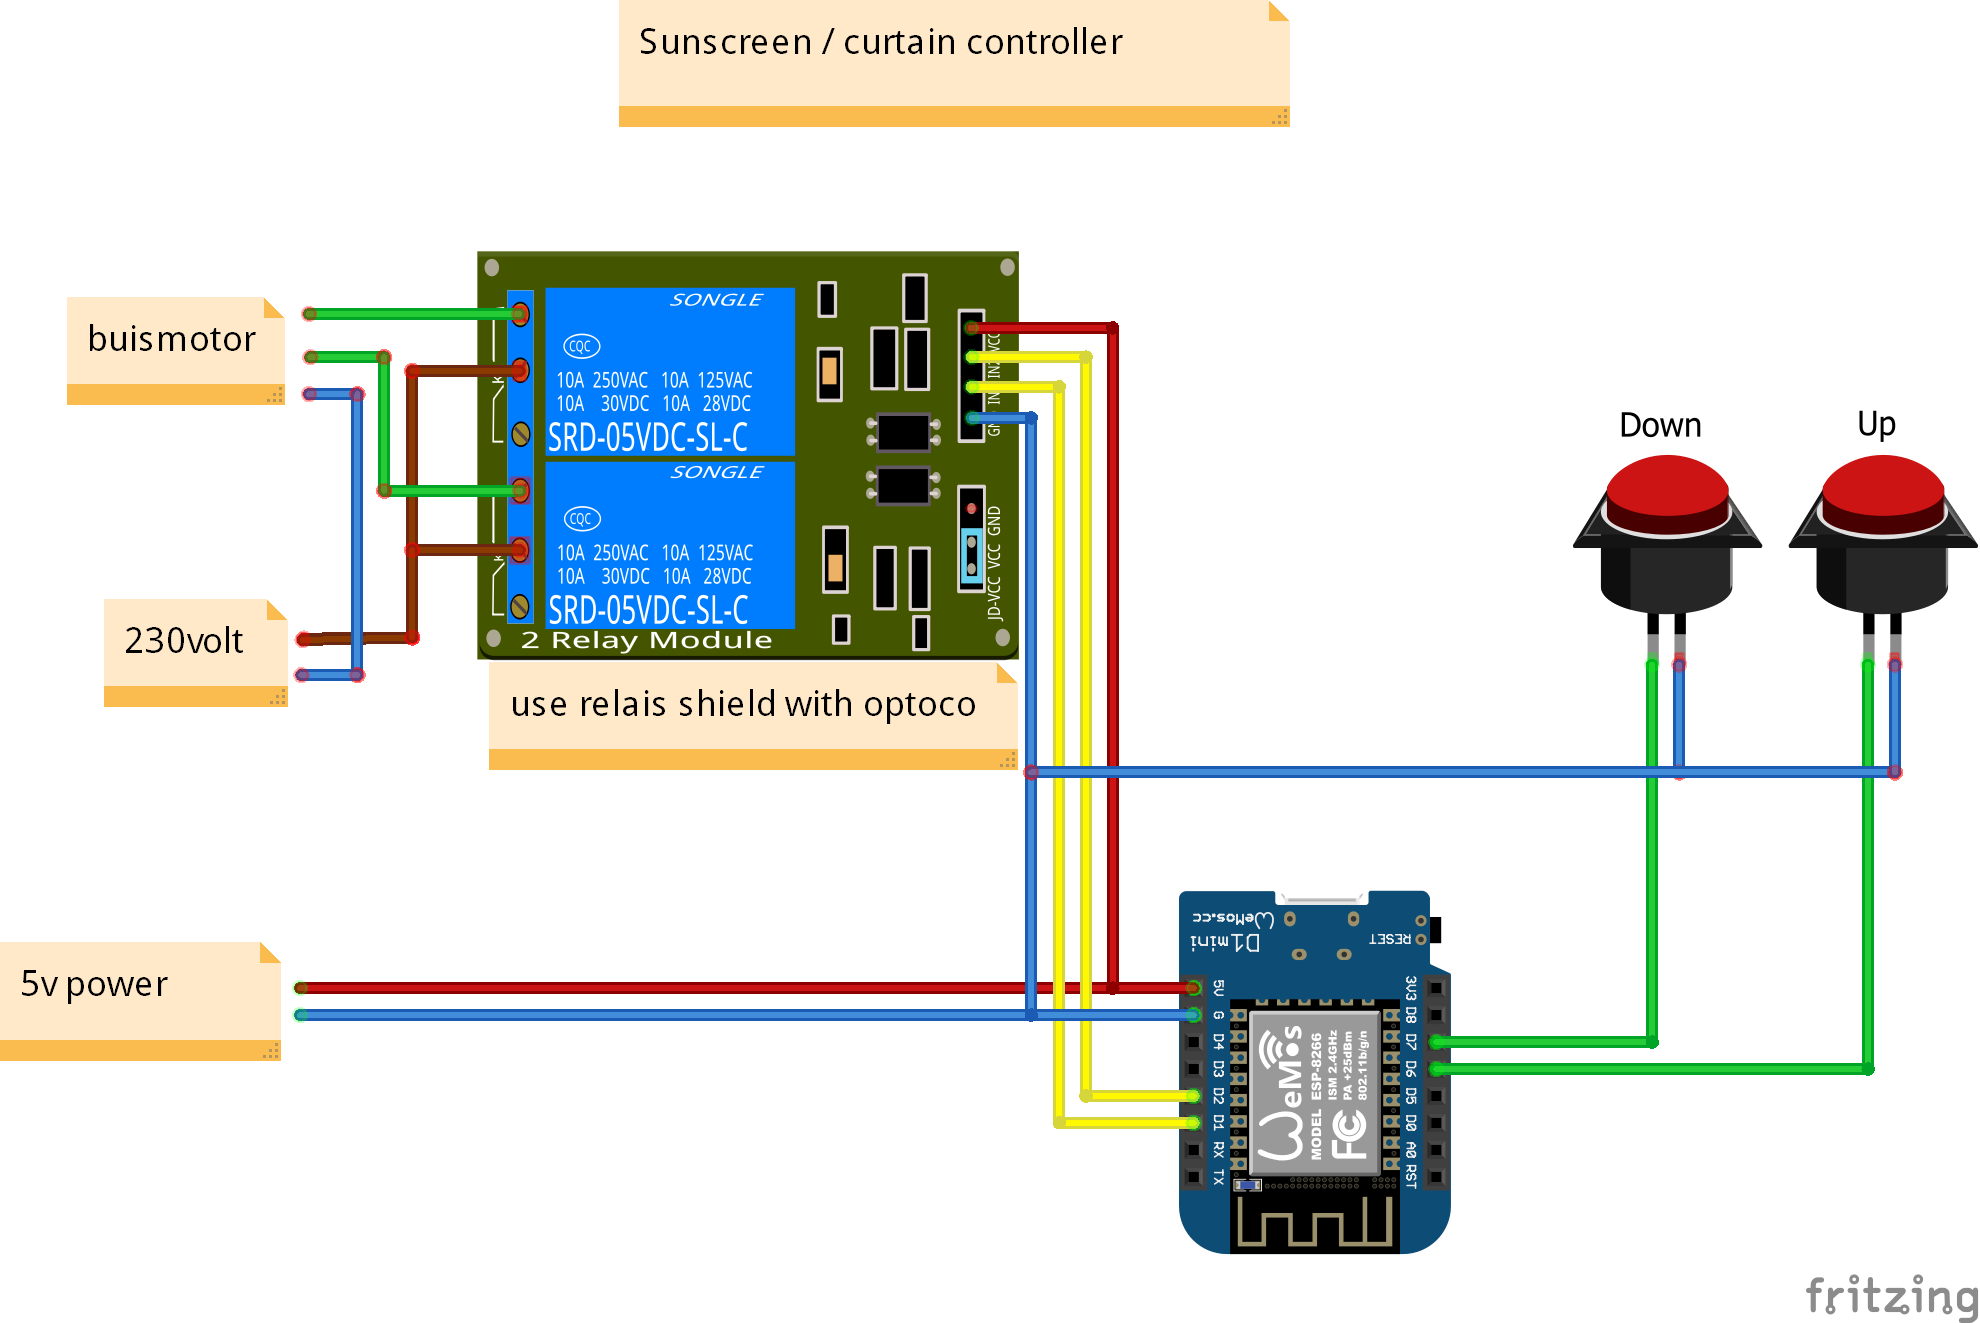 Sunscreen / curtain controller
buismotor
230volt
5v power
SONGLE
CQC
10A 250VAC 10A 125VAC
10A 30VDC 10A 28VDC
SRD-05VDC-SL-C
SONGLE
CQC
10A 250VAC 10A 125VAC
10A 30VDC 10A 28VDC
SRD-05VDC-SL-C
2 Relay Module
VCC
GND
JD-VCC VCC GND
use relais shield with optoco
Down
Up
WeMos.cc
D1mini
RESET
5V
G
D4
D3
D2
D1
RX
TX
3V3
D8
D7
D6
D5
D0
A0
RST
WeMos
MODEL ESP-8266
ISM 2.4GHz
PA +25dBm
802.11b/g/n
FC
fritzing